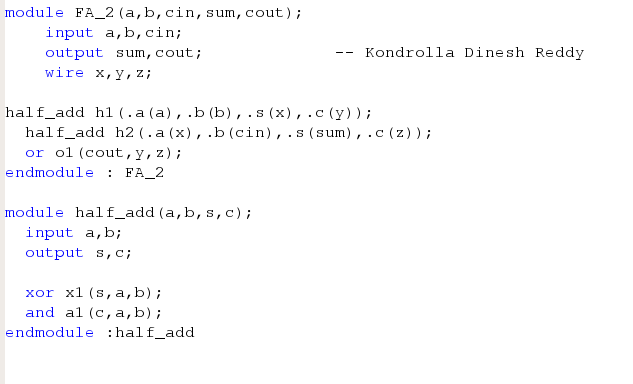 module FA_2(a,b,cin,sum,cout);
    input a,b,cin;
    output sum,cout;             -- Kondrolla Dinesh Reddy
    wire x,y,z;

half_add h1(.a(a),.b(b),.s(x),.c(y));
  half_add h2(.a(x),.b(cin),.s(sum),.c(z));
  or o1(cout,y,z);
endmodule : FA_2

module half_add(a,b,s,c);
  input a,b;
  output s,c;

  xor x1(s,a,b);
  and a1(c,a,b);
endmodule :half_add